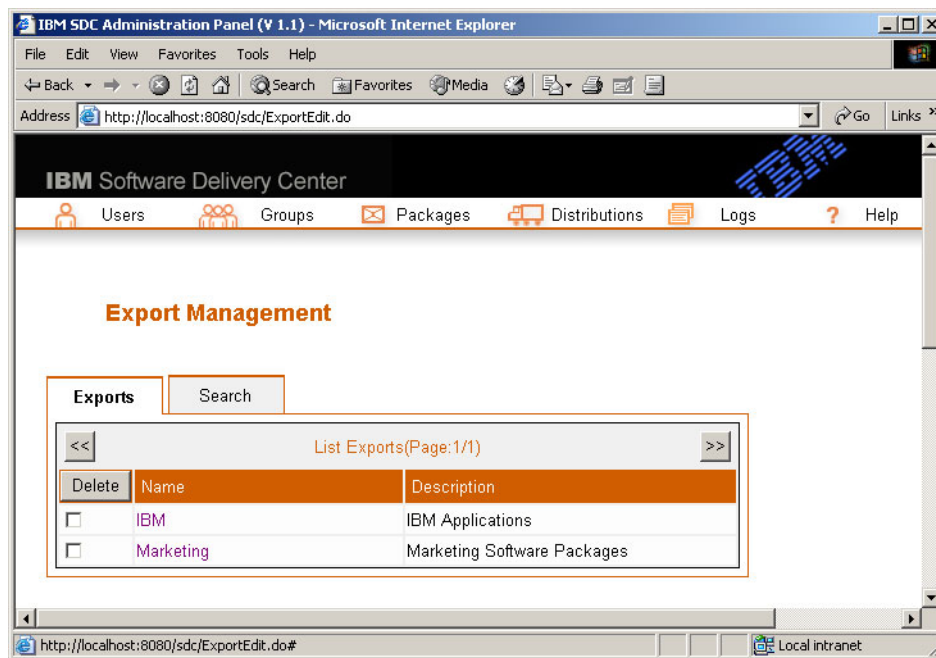 IBM SDC Administration Panel (V 1.1) - Microsoft Internet Explorer
File Edit View Favorites Tools Help
Back Search Favorites Media
Address http://localhost:8080/sdc/ExportEdit.do Go Links »
IBM
IBM Software Delivery Center
Users Groups Packages Distributions Logs ? Help
Export Management
Exports Search
<< List Exports(Page:1/1) >>
Delete Name Description
IBM IBM Applications
Marketing Marketing Software Packages
http://localhost:8080/sdc/ExportEdit.do# Local intranet